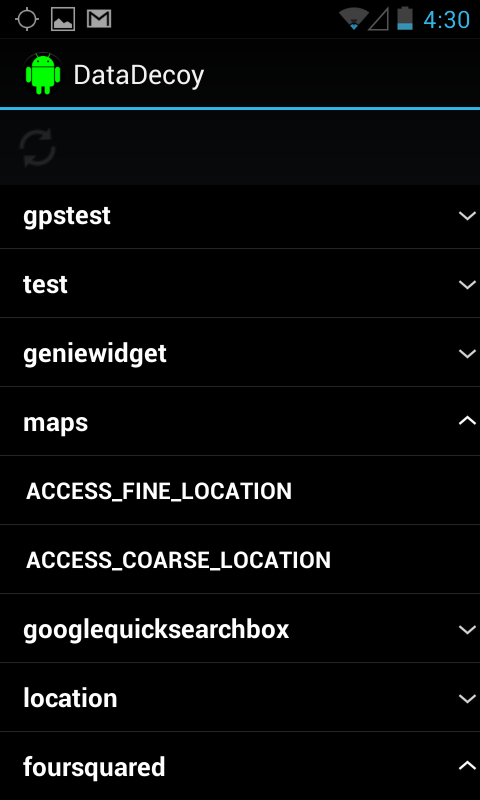 4:30
DataDecoy
gpstest
test
geniewidget
maps
ACCESS_FINE_LOCATION
ACCESS_COARSE_LOCATION
googlequicksearchbox
location
foursquared